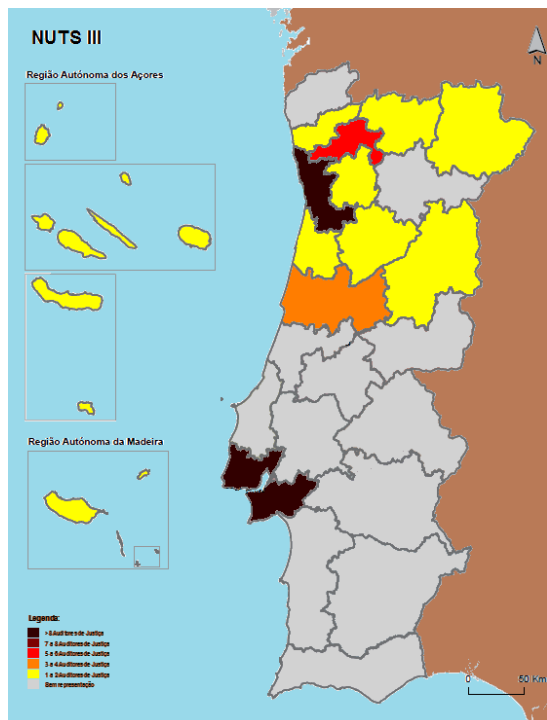 NUTS III
N
Região Autónoma dos Açores
Região Autónoma da Madeira
Legenda:
>8 Auditores de Justiça
7 a 8 Auditores de Justiça
5 a 6 Auditores de Justiça
3 a 4 Auditores de Justiça
1 a 2 Auditores de Justiça
Sem representação
0 50 Km